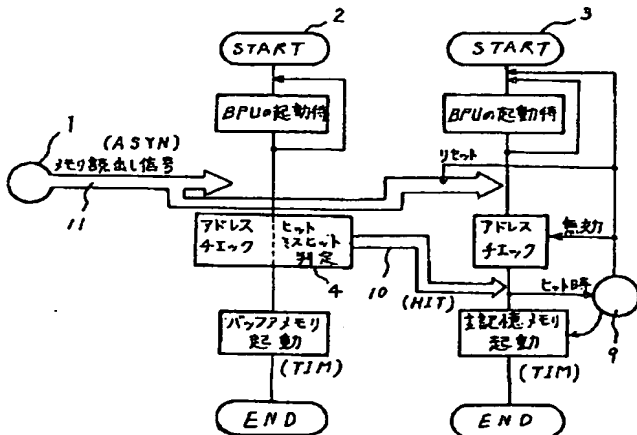 2
3
START
START
BPUの起動待
BPUの起動待
1
(ASYN)
メモリ読出し信号
11
リセット
アドレス
チエック
ヒット
ミスヒット
判定
4
10
(HIT)
アドレス
チエック
無効
ヒット時
9
バッファメモリ
起動
(TIM)
主記憶メモリ
起動
(TIM)
END
END